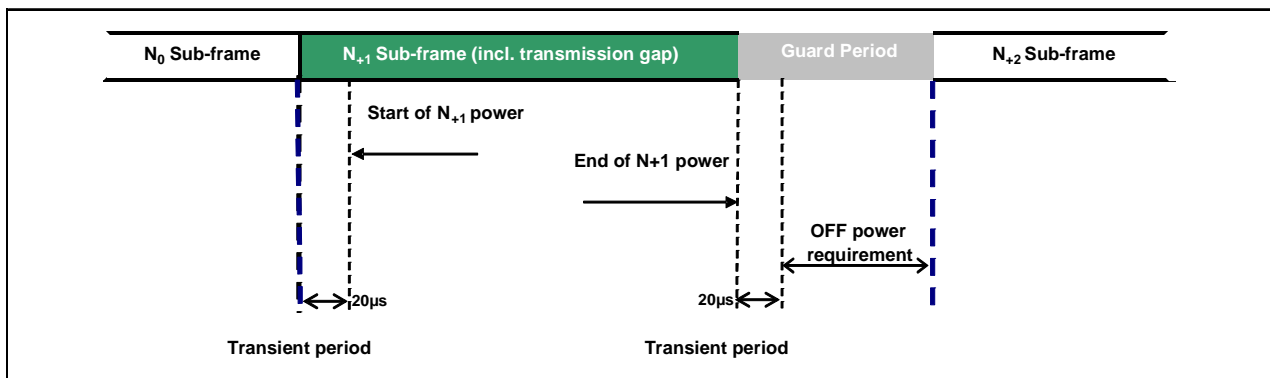 N0 Sub-frame
N+1 Sub-frame (incl. transmission gap)
Guard Period
N+2 Sub-frame
Start of N+1 power
End of N+1 power
OFF power
requirement
20µs
20µs
Transient period
Transient period